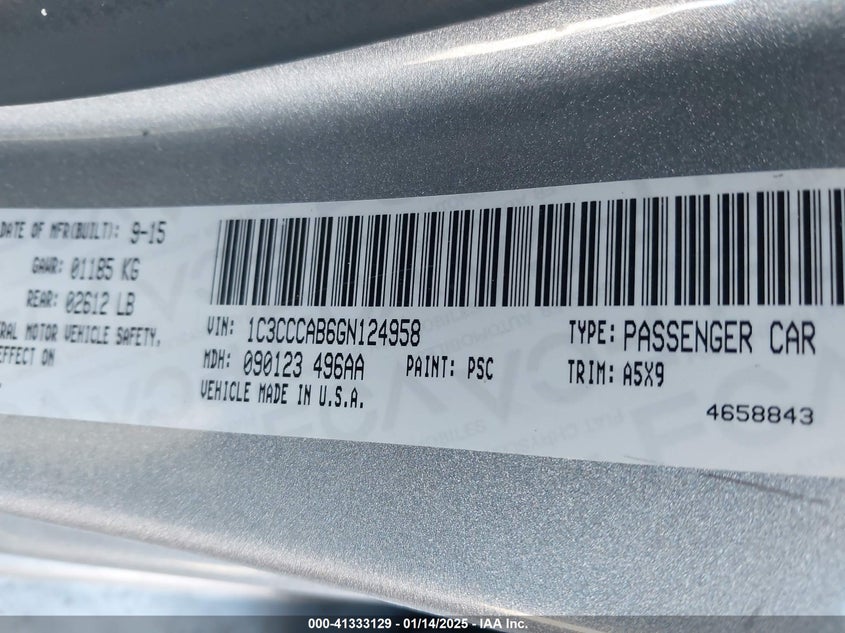 DATE OF MFR(BUILT): 9-15
GAWR: 01185 KG
REAR: 02612 LB
VEHICLE SAFETY,
EFFECT ON
VIN: 1C3CCCAB6GN124958
TYPE: PASSENGER CAR
MDH: 090123 496AA
PAINT: PSC
TRIM: A5X9
VEHICLE MADE IN U.S.A.
4658843
000-41333129 - 01/14/2025 - IAA Inc.